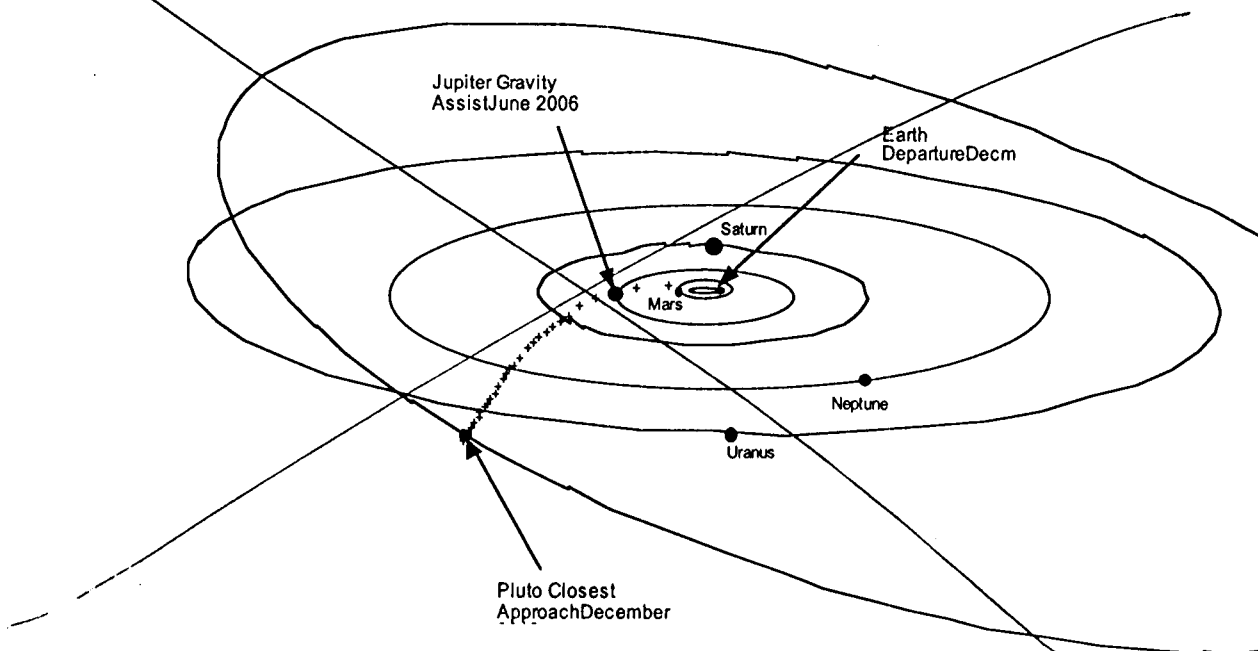 Jupiter Gravity
AssistJune 2006
Earth
DepartureDecm
Saturn
Mars
Neptune
Uranus
Pluto Closest
ApproachDecember